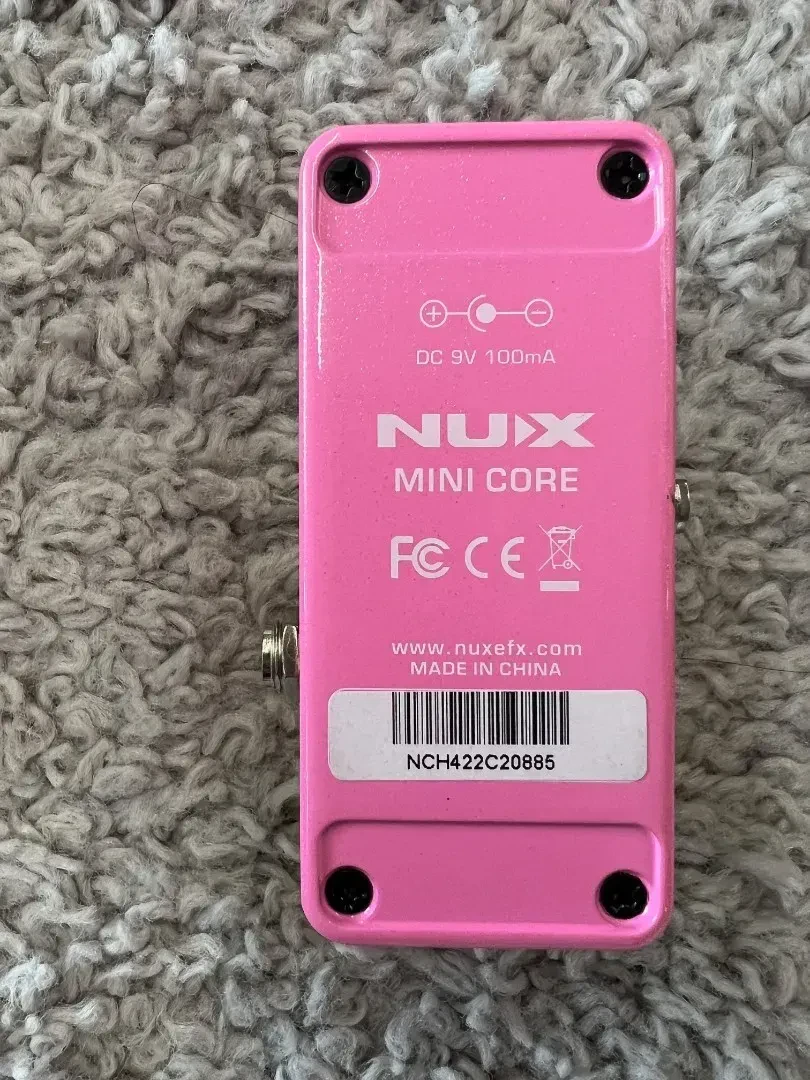 DC 9V 100mA
NUX
MINI CORE
FC CE
www.nuxefx.com
MADE IN CHINA
NCH422C20885